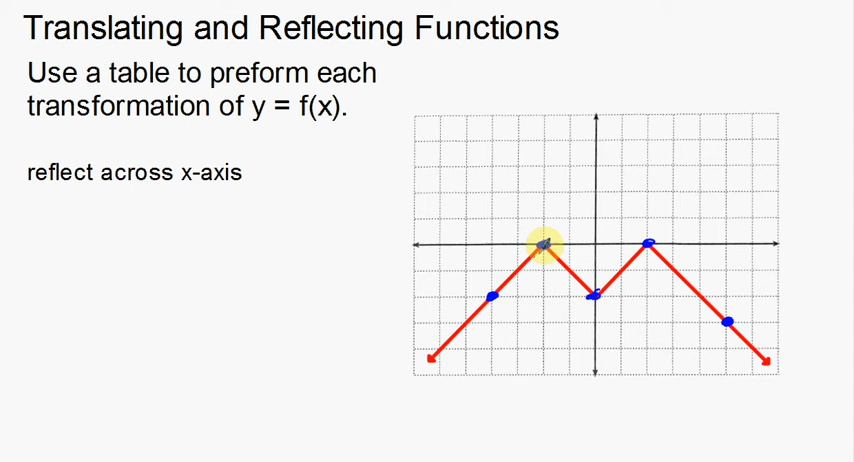 Translating and Reflecting Functions
Use a table to preform each
transformation of y = f(x).
reflect across x-axis